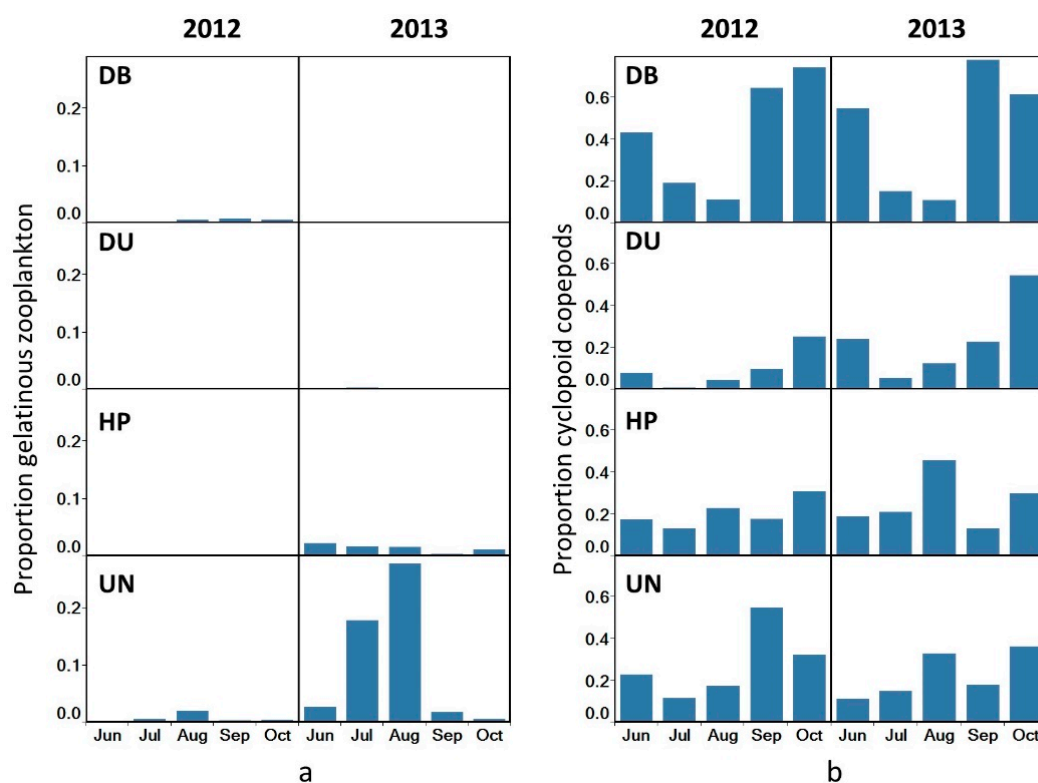 2012 2013
Proportion gelatinous zooplankton
DB
0.2
0.1
0.0
DU
0.2
0.1
0.0
HP
0.2
0.1
0.0
UN
0.2
0.1
0.0
Jun Jul Aug Sep Oct Jun Jul Aug Sep Oct
a
2012 2013
Proportion cyclopoid copepods
DB
0.6
0.4
0.2
0.0
DU
0.6
0.4
0.2
0.0
HP
0.6
0.4
0.2
0.0
UN
0.6
0.4
0.2
0.0
Jun Jul Aug Sep Oct Jun Jul Aug Sep Oct
b